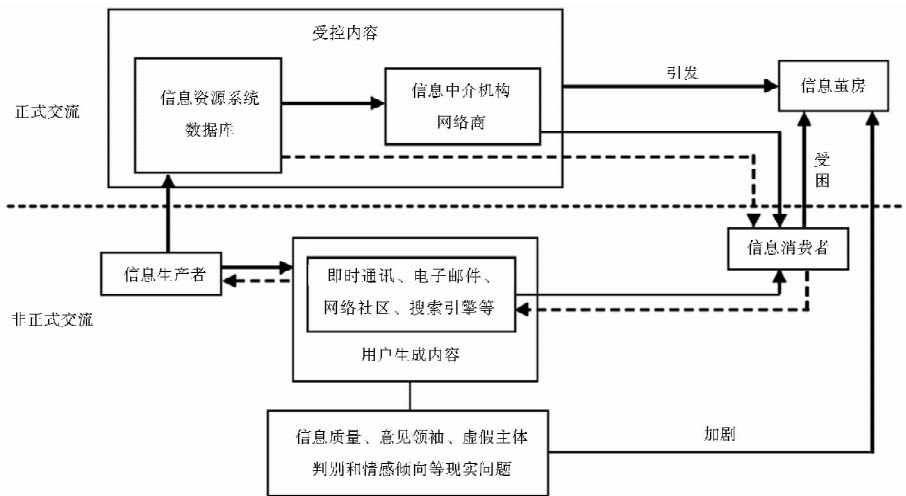 受控内容
引发
信息资源系统
数据库
信息中介机构
网络商
信息茧房
正式交流
受
困
信息生产者
信息消费者
即时通讯、电子邮件、
网络社区、搜索引擎等
非正式交流
用户生成内容
信息质量、意见领袖、虚假主体
判别和情感倾向等现实问题
加剧